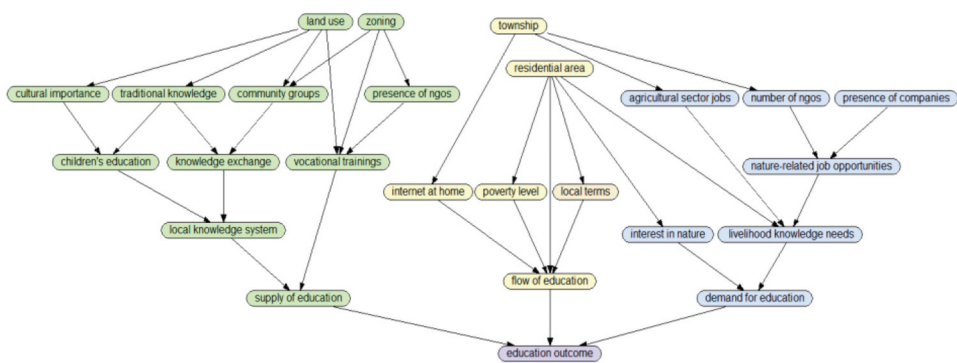 land use
zoning
township
residential area
cultural importance
traditional knowledge
community groups
presence of ngos
agricultural sector jobs
number of ngos
presence of companies
children's education
knowledge exchange
vocational trainings
nature-related job opportunities
internet at home
poverty level
local terms
local knowledge system
interest in nature
livelihood knowledge needs
flow of education
supply of education
demand for education
education outcome